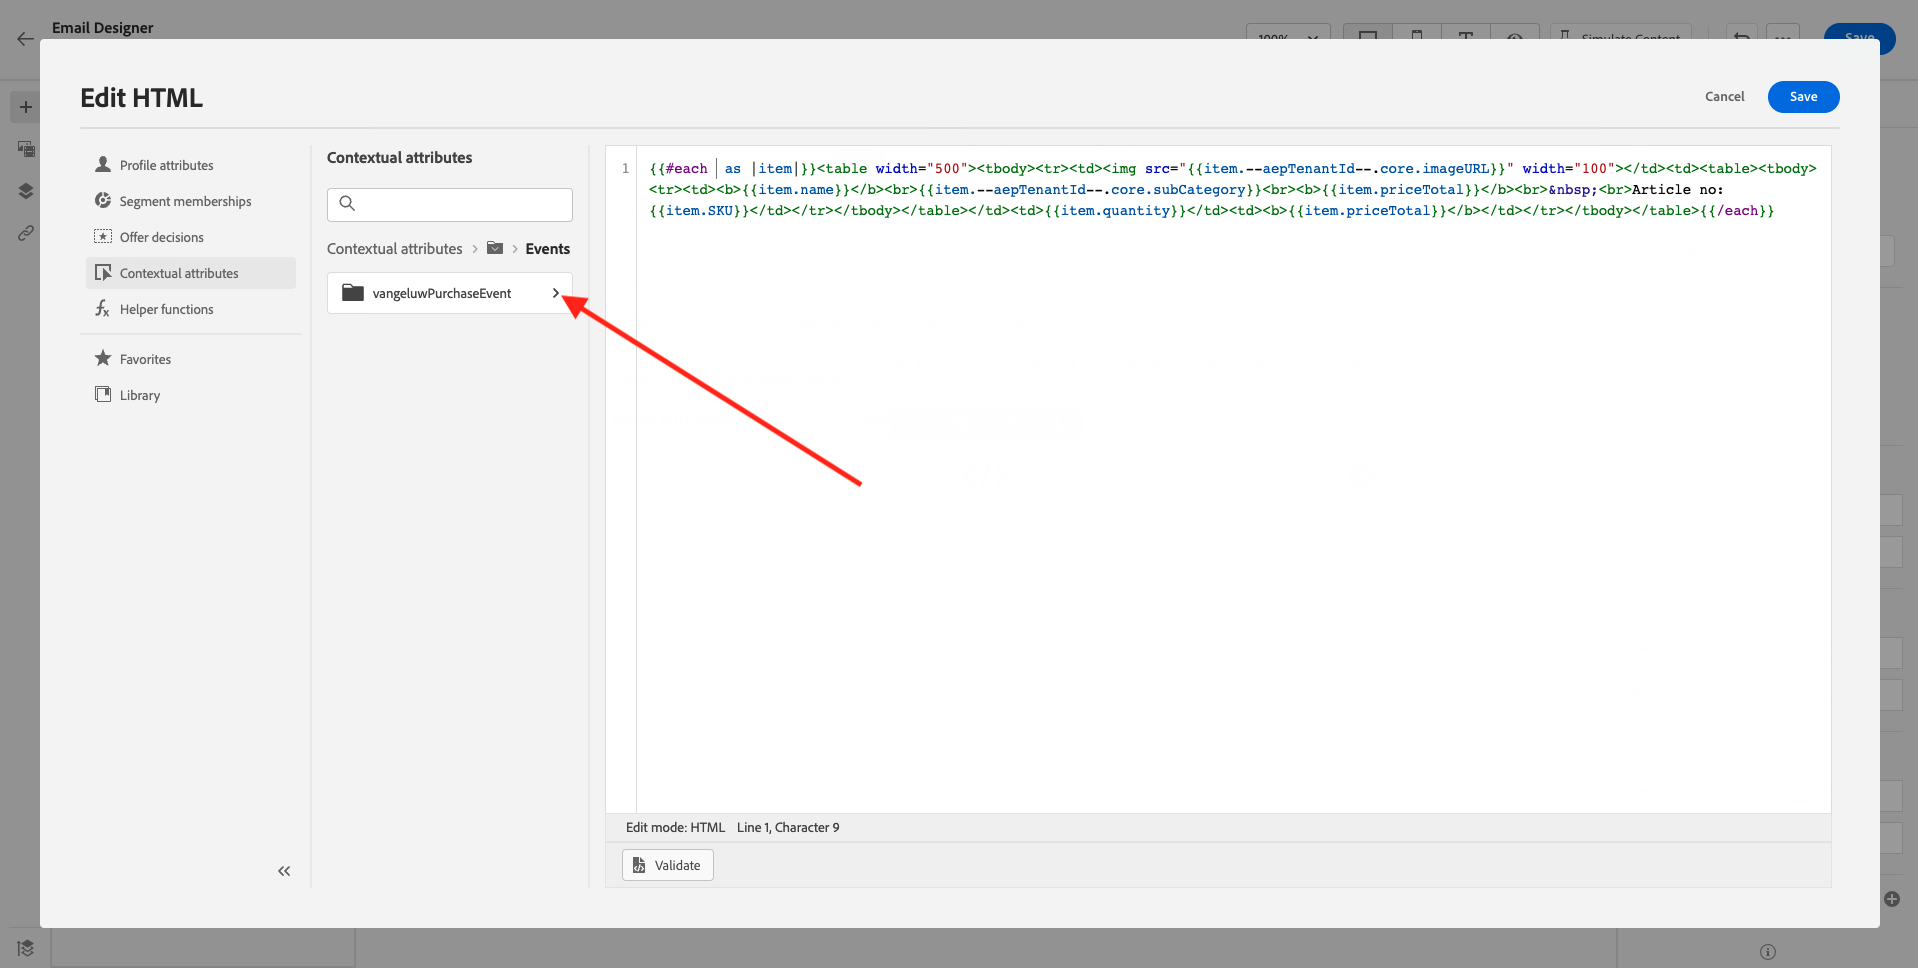 Email Designer
100%
Simulate Content
Save
Edit HTML
Cancel
Save
Profile attributes
Segment memberships
Offer decisions
Contextual attributes
Helper functions
Favorites
Library
Contextual attributes
Contextual attributes > > Events
vangeluwPurchaseEvent
1
{{#each | as |item|}}<table width="500"><tbody><tr><td><img src="{{item.--aepTenantId--.core.imageURL}}" width="100"></td><td><table><tbody>
<tr><td><b>{{item.name}}</b><br>{{item.--aepTenantId--.core.subCategory}}<br><b>{{item.priceTotal}}</b><br>&nbsp;<br>Article no:
{{item.SKU}}</td></tr></tbody></table></td><td>{{item.quantity}}</td><td><b>{{item.priceTotal}}</b></td></tr></tbody></table>{{/each}}
Edit mode: HTML Line 1, Character 9
Validate